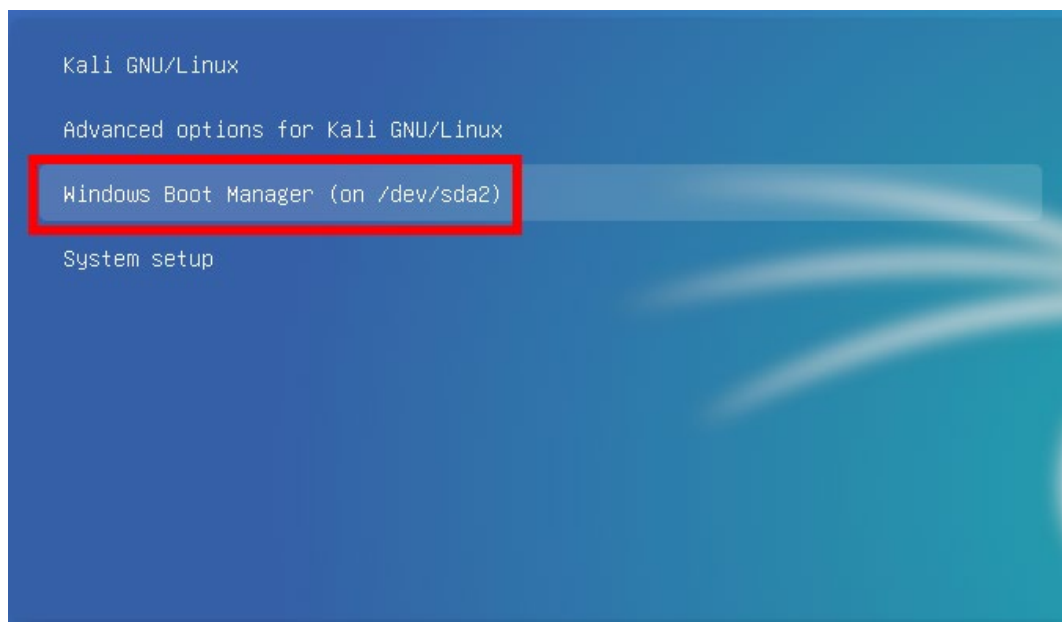 Kali GNU/Linux
Advanced options for Kali GNU/Linux
Windows Boot Manager (on /dev/sda2)
System setup